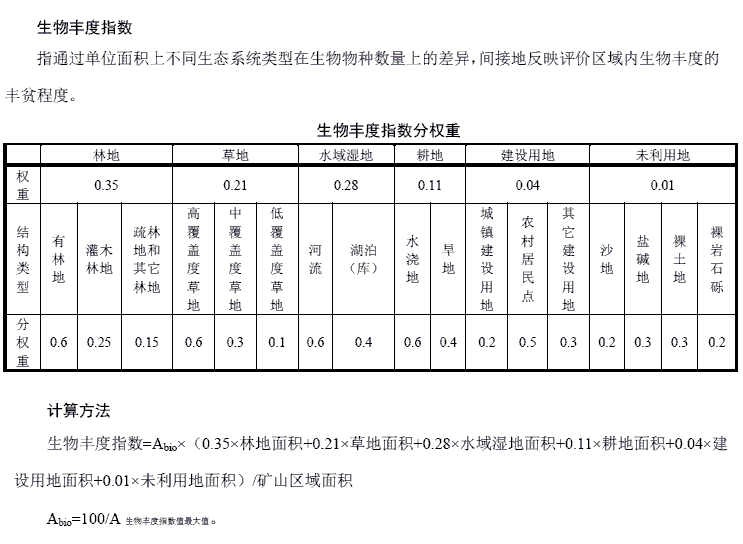 生物丰度指数
指通过单位面积上不同生态系统类型在生物物种数量上的差异，间接地反映评价区域内生物丰度的
丰贫程度。
生物丰度指数分权重
林地 草地 水域湿地 耕地 建设用地 未利用地
权重 0.35 0.21 0.28 0.11 0.04 0.01
结构类型 有林地 灌木林地 疏林地和其它林地 高覆盖度草地 中覆盖度草地 低覆盖度草地 河流 湖泊（库） 水浇地 旱地 城镇建设用地 农村居民点 其它建设用地 沙地 盐碱地 裸土地 裸岩石砾
分权重 0.6 0.25 0.15 0.6 0.3 0.1 0.6 0.4 0.6 0.4 0.2 0.5 0.3 0.2 0.3 0.3 0.2
计算方法
生物丰度指数=Abio×（0.35×林地面积+0.21×草地面积+0.28×水域湿地面积+0.11×耕地面积+0.04×建
设用地面积+0.01×未利用地面积）/矿山区域面积
Abio=100/A 生物丰度指数值最大值。